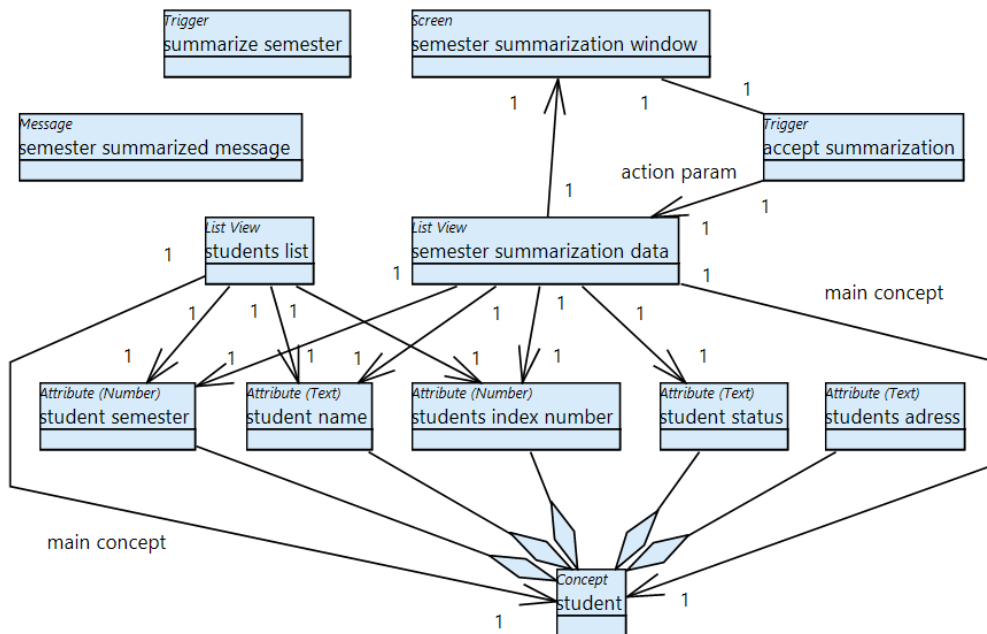 Trigger
summarize semester
Screen
semester summarization window
1
1
1
Message
semester summarized message
Trigger
accept summarization
action param
1
1
1
List View
students list
List View
semester summarization data
1
1
1
main concept
1
1
1
1
1
1
1
1
1
1
1
1
1
1
Attribute (Number)
student semester
Attribute (Text)
student name
Attribute (Number)
students index number
Attribute (Text)
student status
Attribute (Text)
students adress
main concept
Concept
student
1
1